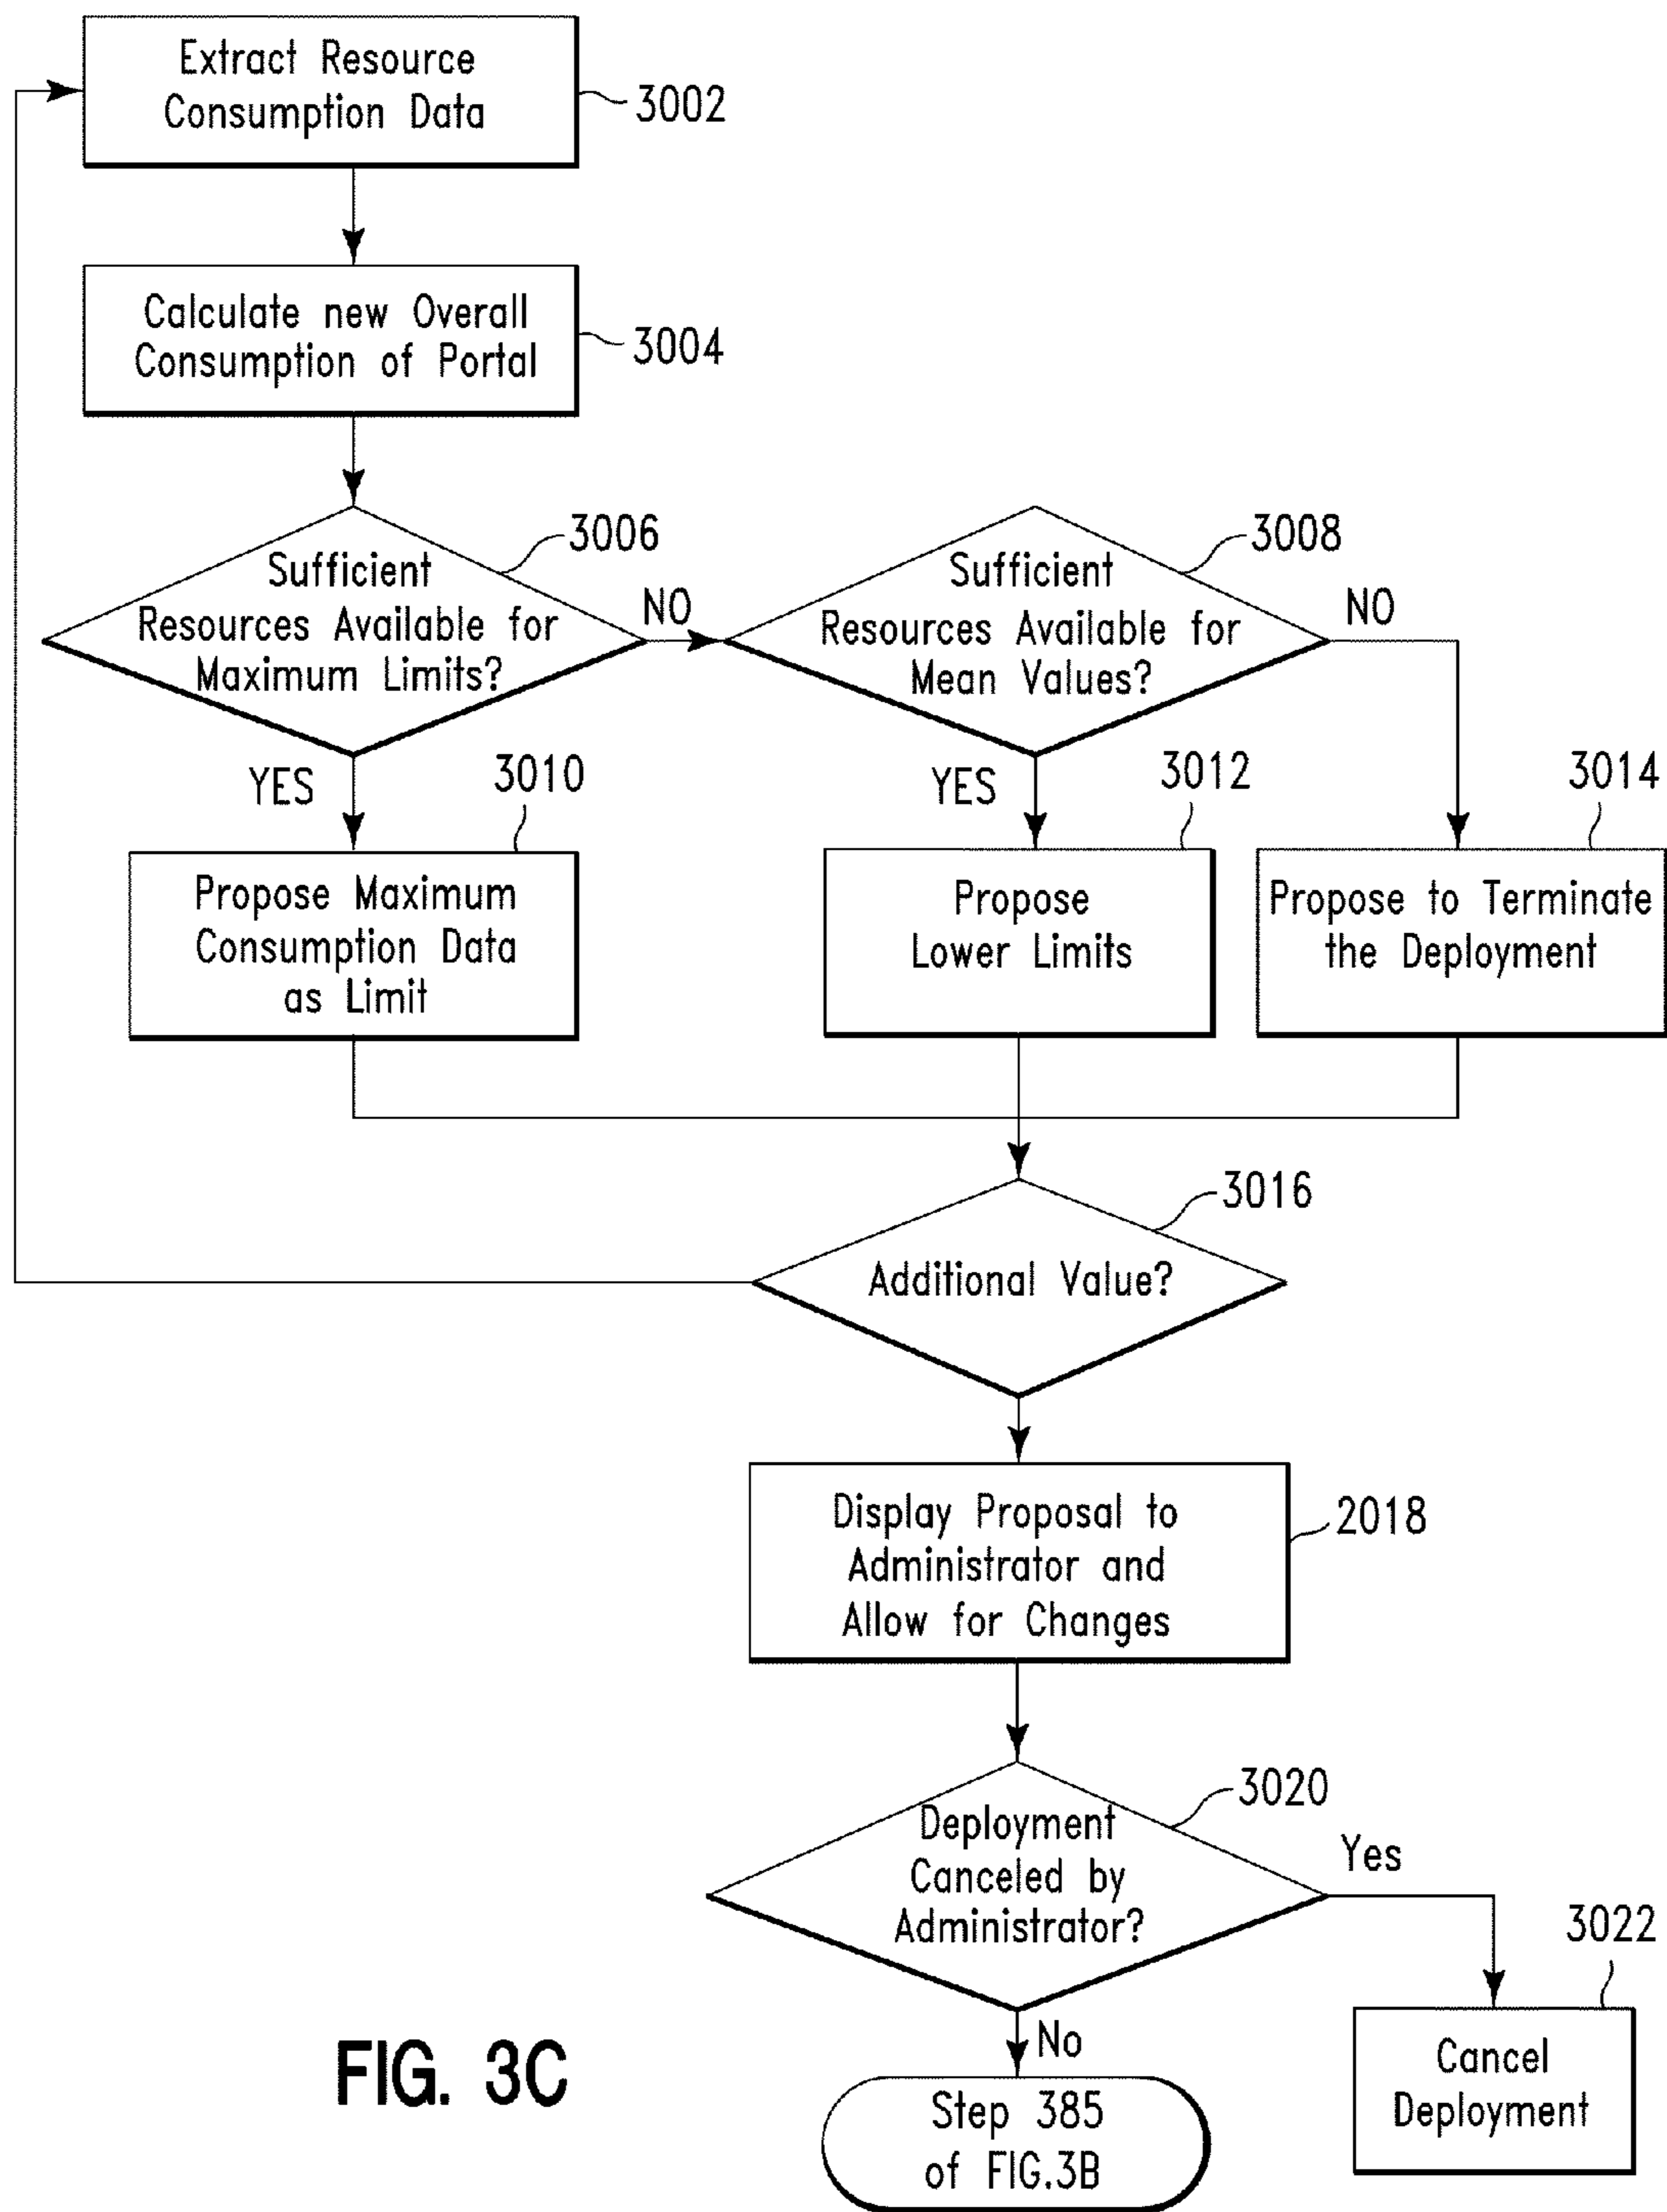 Extract Resource
Consumption Data
3002
Calculate new Overall
Consumption of Portal
3004
3006
Sufficient
Resources Available for
Maximum Limits?
NO
3008
Sufficient
Resources Available for
Mean Values?
NO
YES
3010
YES
3012
3014
Propose Maximum
Consumption Data
as Limit
Propose
Lower Limits
Propose to Terminate
the Deployment
3016
Additional Value?
Display Proposal to
Administrator and
Allow for Changes
2018
3020
Deployment
Canceled by
Administrator?
Yes
3022
No
Cancel
Deployment
Step 385
of FIG.3B
FIG. 3C